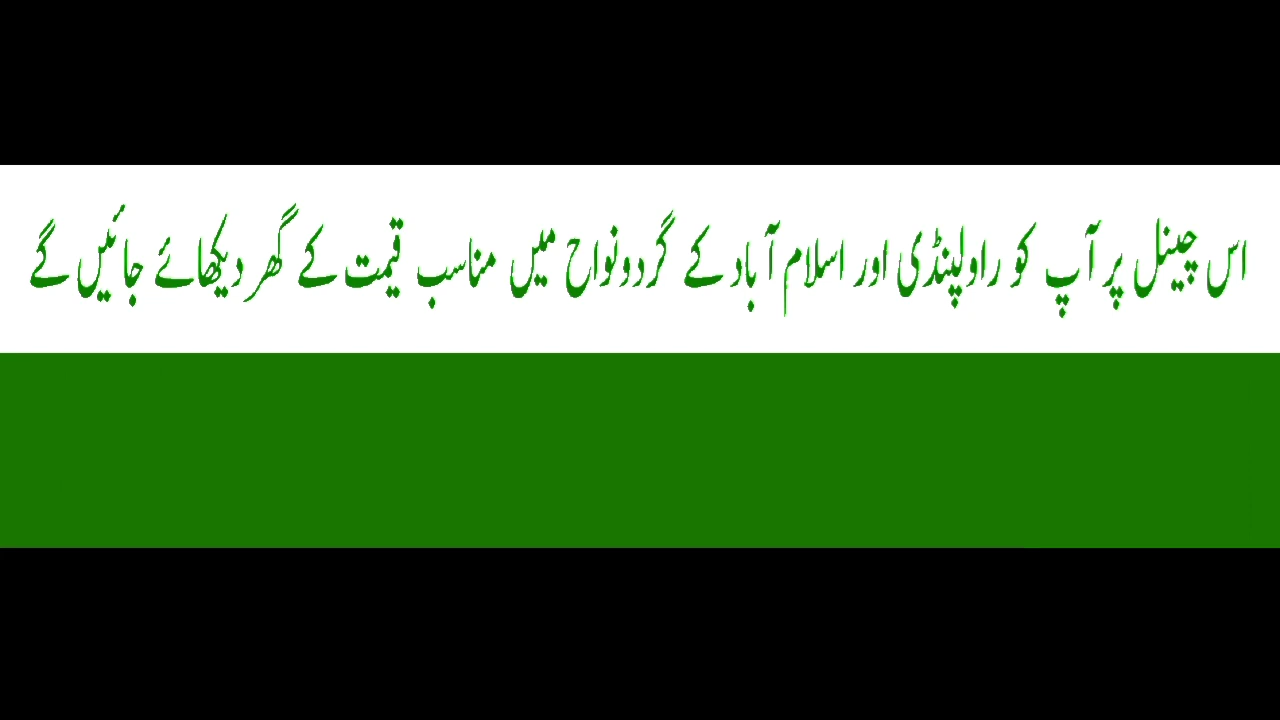 اس چینل پر آپ کو راولپنڈی اور اسلام آباد کے گردونواح میں مناسب قیمت کے گھر دیکھائے جائیں گے